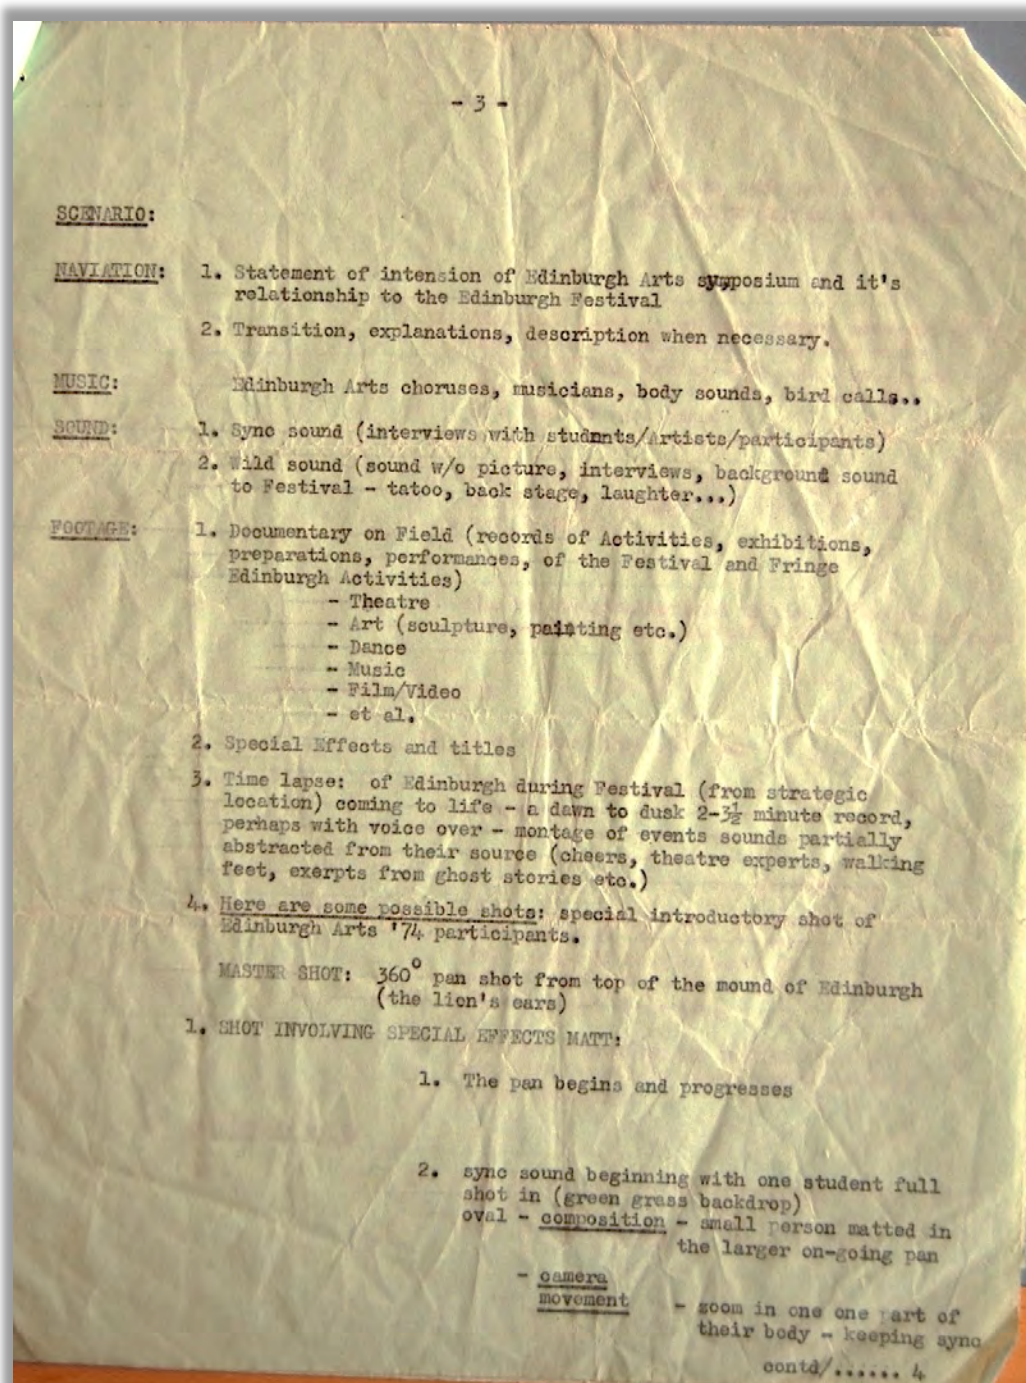 - 3 -
SCENARIO:
NAVIATION: 1. Statement of intension of Edinburgh Arts symposium and it's
relationship to the Edinburgh Festival
2. Transition, explanations, description when necessary.
MUSIC: Edinburgh Arts choruses, musicians, body sounds, bird calls..
SOUND: 1. Sync sound (interviews with students/Artists/participants)
2. Wild sound (sound w/o picture, interviews, background sound
to Festival - tatoo, back stage, laughter...)
FOOTAGE: 1. Documentary on Field (records of Activities, exhibitions,
preparations, performances, of the Festival and Fringe
Edinburgh Activities)
- Theatre
- Art (sculpture, painting etc.)
- Dance
- Music
- Film/Video
- et al.
2. Special Effects and titles
3. Time lapse: of Edinburgh during Festival (from strategic
location) coming to life - a dawn to dusk 2-3½ minute record,
perhaps with voice over - montage of events sounds partially
abstracted from their source (cheers, theatre experts, walking
feet, exerpts from ghost stories etc.)
4. Here are some possible shots: special introductory shot of
Edinburgh Arts '74 participants.
MASTER SHOT: 360° pan shot from top of the mound of Edinburgh
(the lion's ears)
1. SHOT INVOLVING SPECIAL EFFECTS MATT:
1. The pan begins and progresses
2. sync sound beginning with one student full
shot in (green grass backdrop)
oval - composition - small person matted in
the larger on-going pan
- camera
movement - zoom in one one part of
their body - keeping sync
contd/...... 4